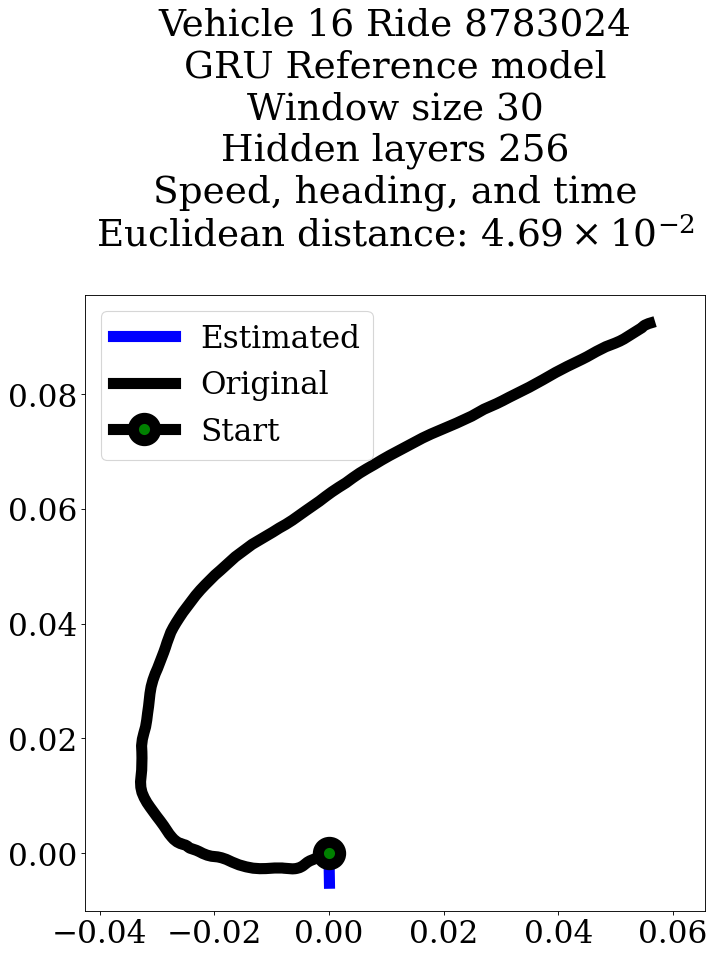 Vehicle 16 Ride 8783024
GRU Reference model
Window size 30
Hidden layers 256
Speed, heading, and time
Euclidean distance: 4.69 × 10⁻²
Estimated
Original
Start
0.08
0.06
0.04
0.02
0.00
−0.04 −0.02 0.00 0.02 0.04 0.06